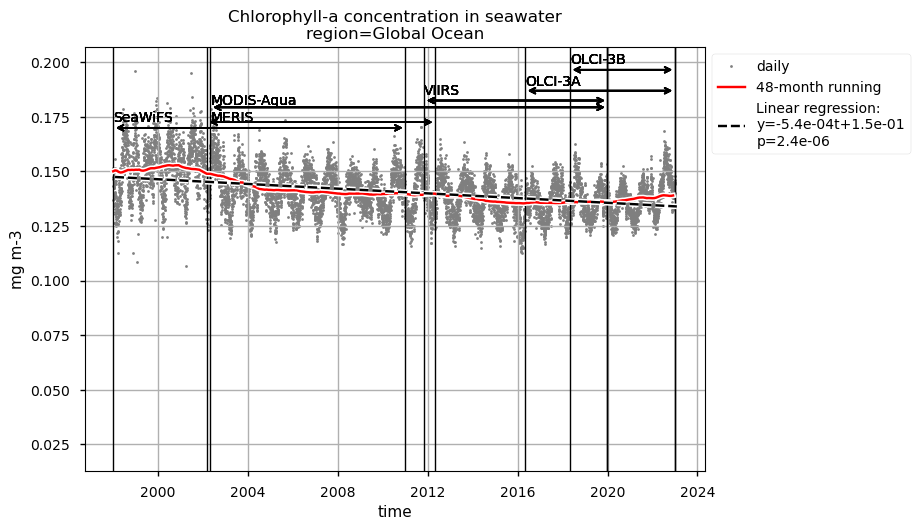 Chlorophyll-a concentration in seawater
region=Global Ocean
0.200
0.175
0.150
0.125
0.100
0.075
0.050
0.025
mg m-3
2000
2004
2008
2012
2016
2020
2024
time
OLCI-3B
OLCI-3A
VIIRS
MODIS-Aqua
SeaWiFS
MERIS
daily
48-month running
Linear regression:
y=-5.4e-04t+1.5e-01
p=2.4e-06